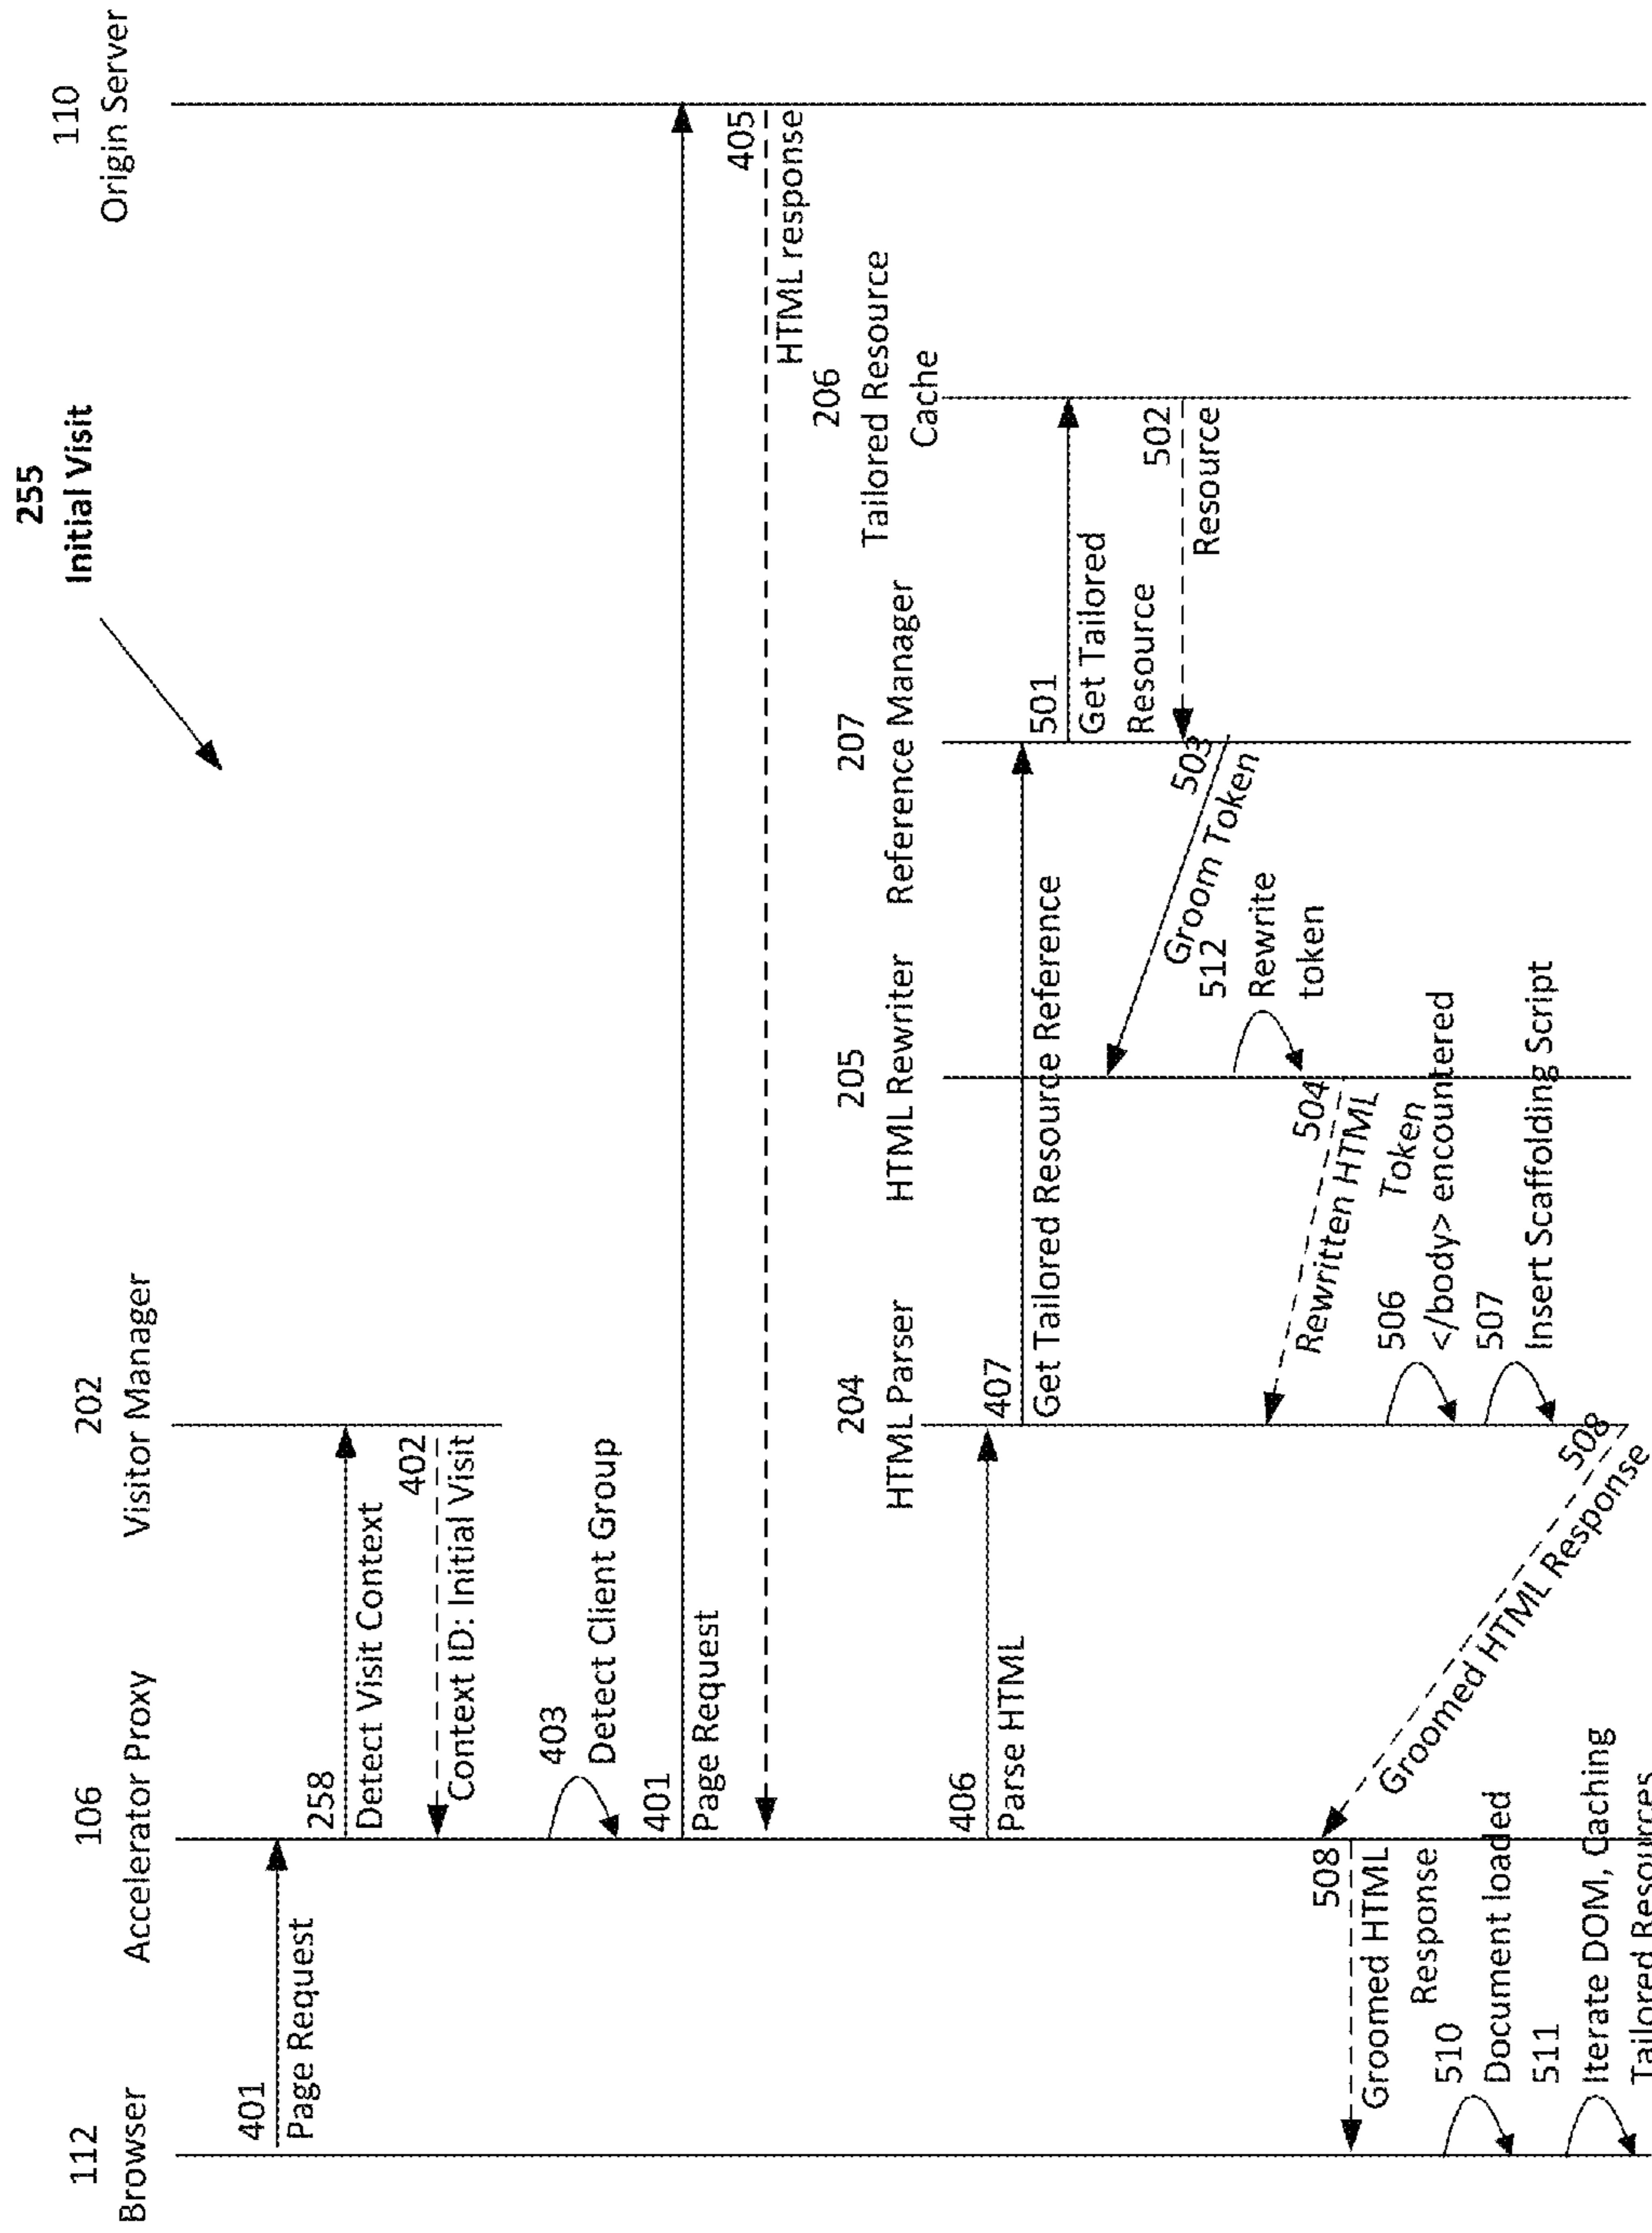 255
Initial Visit
112
Browser
106
Accelerator Proxy
202
Visitor Manager
110
Origin Server
401
Page Request
258
Detect Visit Context
402
Context ID: Initial Visit
403
Detect Client Group
401
Page Request
405
HTML response
204
HTML Parser
205
HTML Rewriter
207
Reference Manager
206
Tailored Resource
Cache
406
Parse HTML
407
Get Tailored Resource Reference
501
Get Tailored
Resource
502
Resource
503
Groom Token
512
Rewrite
token
504
Rewritten HTML
Token
506
</body> encountered
507
Insert Scaffolding Script
508
Groomed HTML Response
508
Groomed HTML
Response
510
Document loaded
511
Iterate DOM, Caching
Tailored Resources